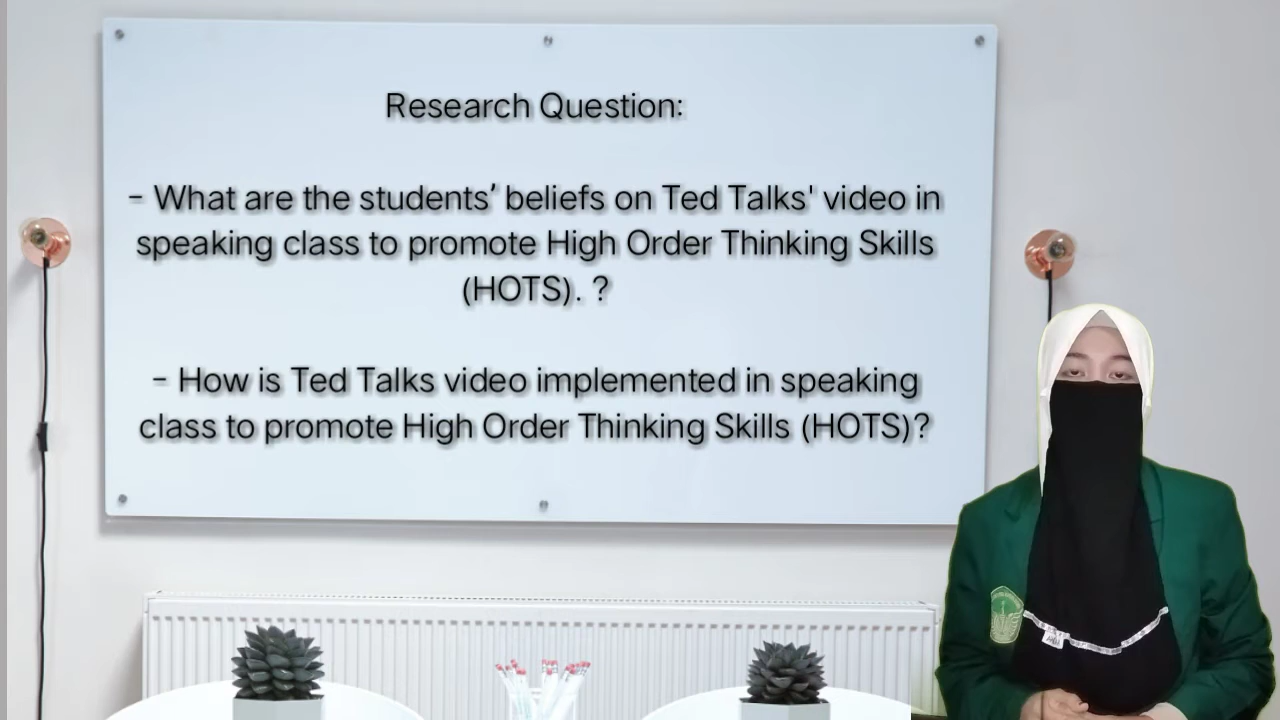 Research Question:
- What are the students’ beliefs on Ted Talks' video in
speaking class to promote High Order Thinking Skills
(HOTS). ?
- How is Ted Talks video implemented in speaking
class to promote High Order Thinking Skills (HOTS)?